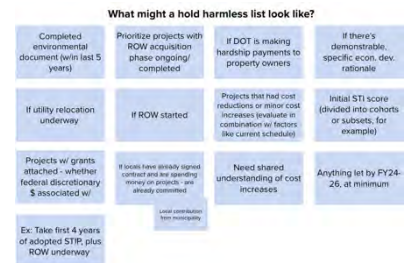 What might a hold harmless list look like?
Completed
environmental
document (w/in last 5
years)
Prioritize projects with
ROW acquisition
phase ongoing/
completed
If DOT is making
hardship payments to
property owners
If there's
demonstrable,
specific econ. dev.
rationale
If utility relocation
underway
If ROW started
Projects that had cost
reductions or minor cost
increases (evaluate in
combination w/ factors
like current schedule)
Initial STI score
(divided into cohorts
or subsets, for
example)
Projects w/ grants
attached - whether
federal discretionary
$ associated w/
If locals have already signed
contract and are spending
money on projects - are
already committed
Local contribution
from municipality
Need shared
understanding of cost
increases
Anything let by FY24-
26, at minimum
Ex: Take first 4 years
of adopted STIP, plus
ROW underway